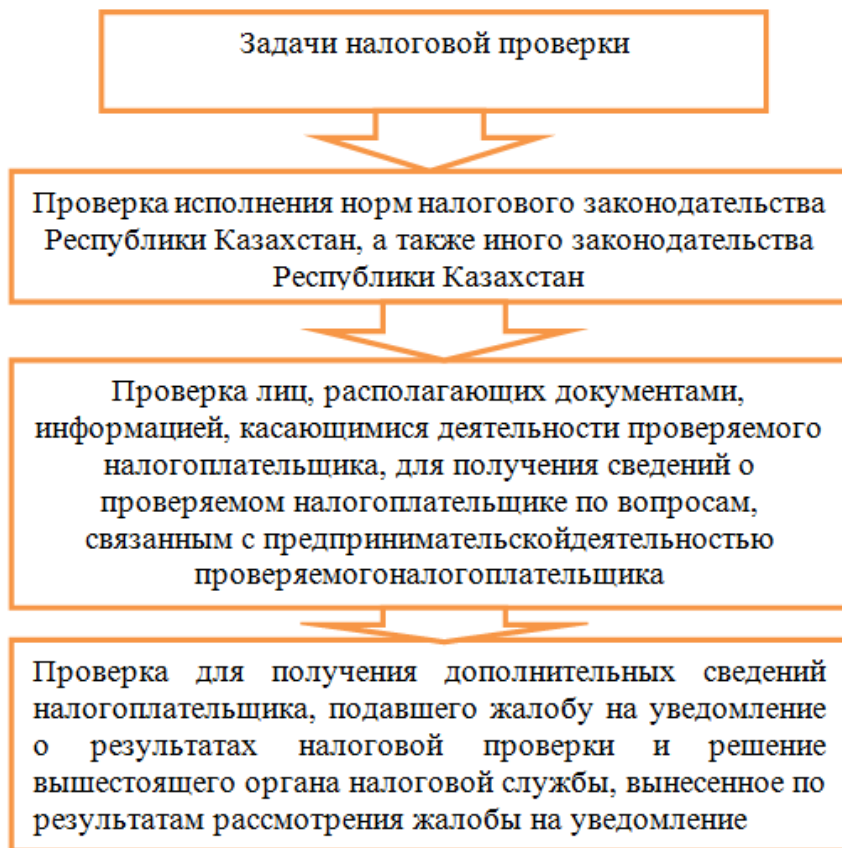 Задачи налоговой проверки
Проверка исполнения норм налогового законодательства
Республики Казахстан, а также иного законодательства
Республики Казахстан
Проверка лиц, располагающих документами,
информацией, касающимися деятельности проверяемого
налогоплательщика, для получения сведений о
проверяемом налогоплательщике по вопросам,
связанным с предпринимательскойдеятельностью
проверяемогоналогоплательщика
Проверка для получения дополнительных сведений
налогоплательщика, подавшего жалобу на уведомление
о результатах налоговой проверки и решение
вышестоящего органа налоговой службы, вынесенное по
результатам рассмотрения жалобы на уведомление